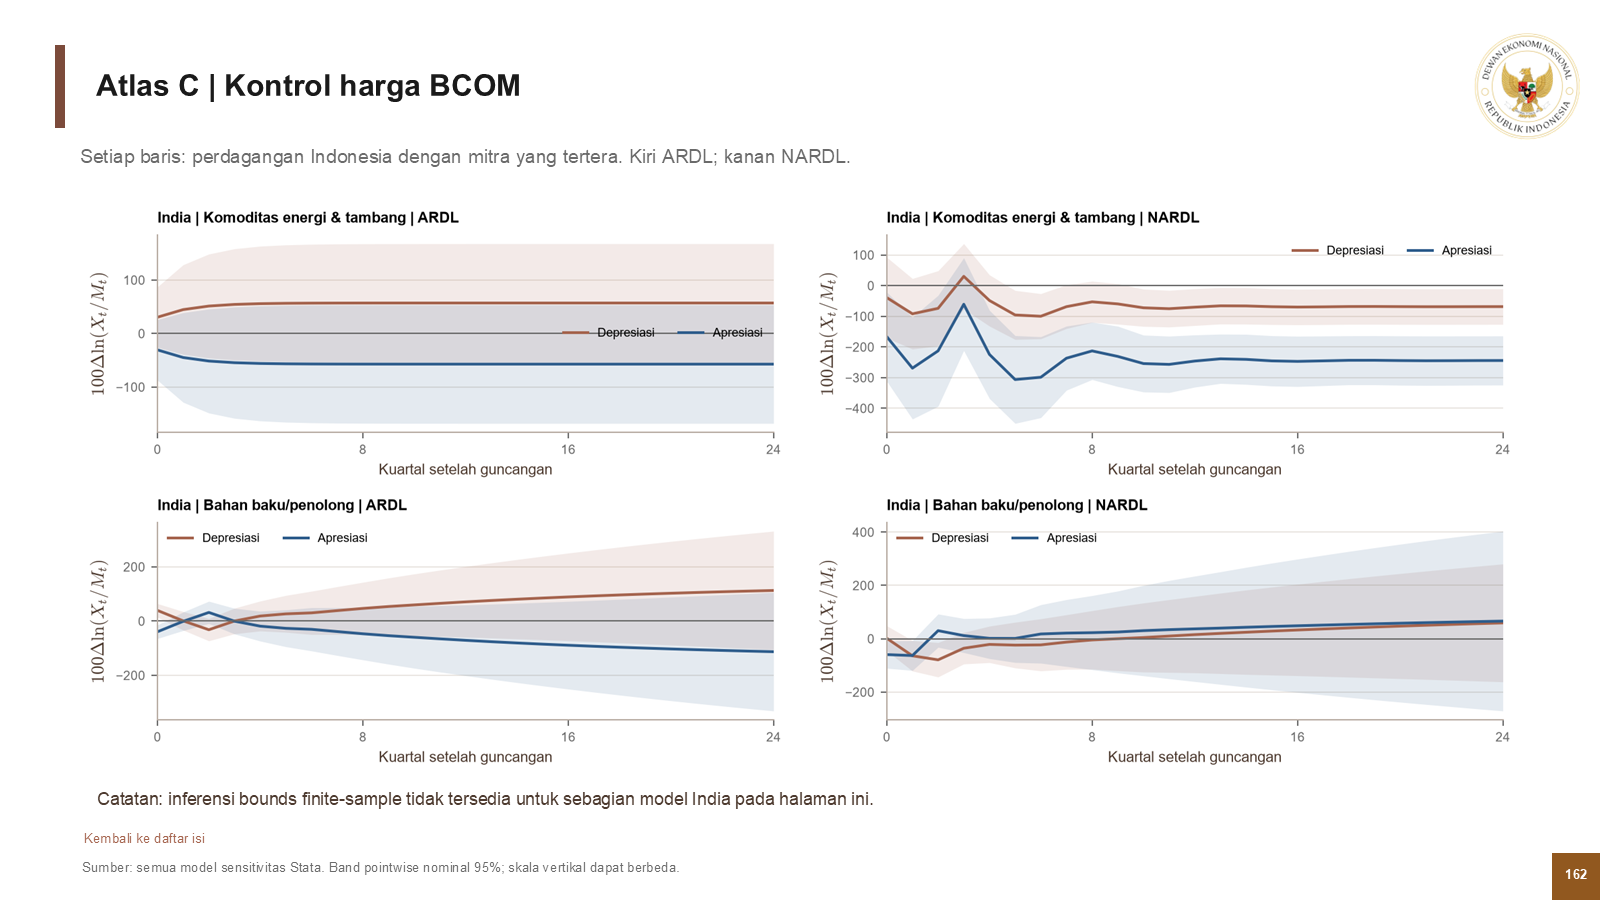 Atlas C | Kontrol harga BCOM
DEWAN EKONOMI NASIONAL
REPUBLIK INDONESIA
Setiap baris: perdagangan Indonesia dengan mitra yang tertera. Kiri ARDL; kanan NARDL.
India | Komoditas energi & tambang | ARDL
100Δln(Xt/Mt)
100
0
−100
Depresiasi
Apresiasi
0
8
16
24
Kuartal setelah guncangan
India | Komoditas energi & tambang | NARDL
100Δln(Xt/Mt)
100
0
−100
−200
−300
−400
Depresiasi
Apresiasi
0
8
16
24
Kuartal setelah guncangan
India | Bahan baku/penolong | ARDL
100Δln(Xt/Mt)
200
0
−200
Depresiasi
Apresiasi
0
8
16
24
Kuartal setelah guncangan
India | Bahan baku/penolong | NARDL
100Δln(Xt/Mt)
400
200
0
−200
Depresiasi
Apresiasi
0
8
16
24
Kuartal setelah guncangan
Catatan: inferensi bounds finite-sample tidak tersedia untuk sebagian model India pada halaman ini.
Kembali ke daftar isi
Sumber: semua model sensitivitas Stata. Band pointwise nominal 95%; skala vertikal dapat berbeda.
162